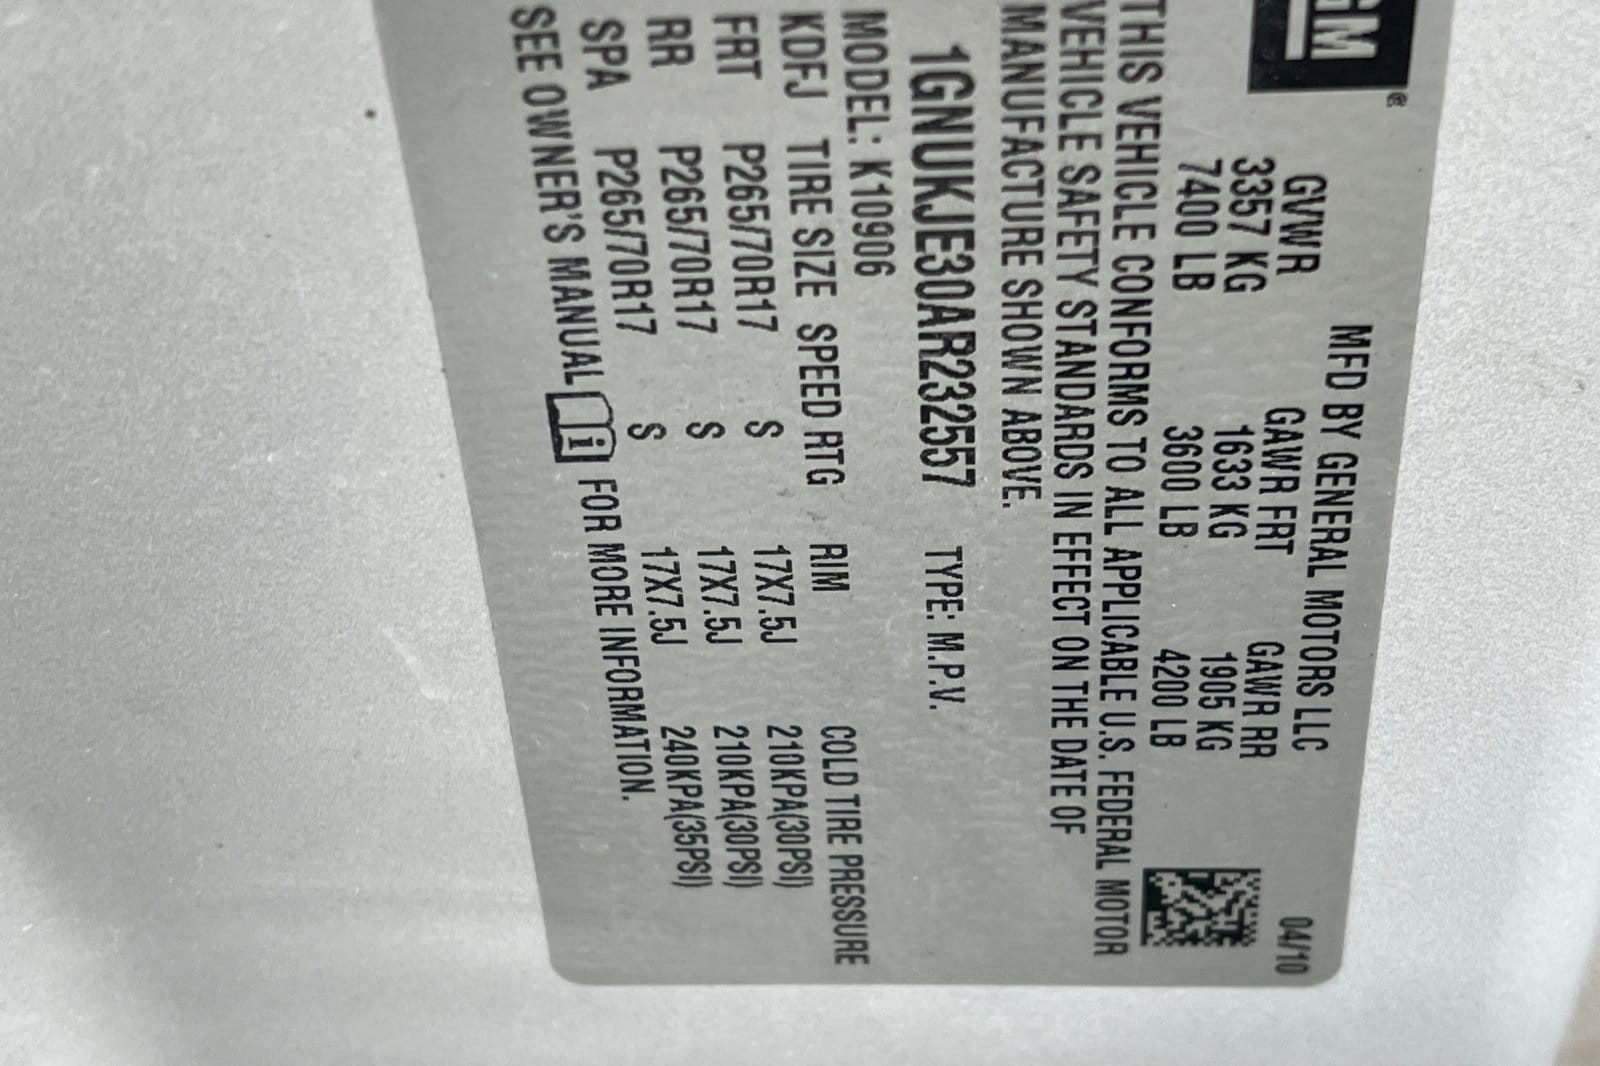 GM®
MFD BY GENERAL MOTORS LLC 04/10
GVWR GAWR FRT GAWR RR
3357 KG 1633 KG 1905 KG
7400 LB 3600 LB 4200 LB
THIS VEHICLE CONFORMS TO ALL APPLICABLE U.S. FEDERAL MOTOR
VEHICLE SAFETY STANDARDS IN EFFECT ON THE DATE OF
MANUFACTURE SHOWN ABOVE.
1GNUKJE30AR232557 TYPE: M.P.V.
MODEL: K10906
KDFJ TIRE SIZE SPEED RTG RIM COLD TIRE PRESSURE
FRT P265/70R17 S 17X7.5J 210KPA(30PSI)
RR P265/70R17 S 17X7.5J 210KPA(30PSI)
SPA P265/70R17 S 17X7.5J 240KPA(35PSI)
SEE OWNER'S MANUAL i FOR MORE INFORMATION.